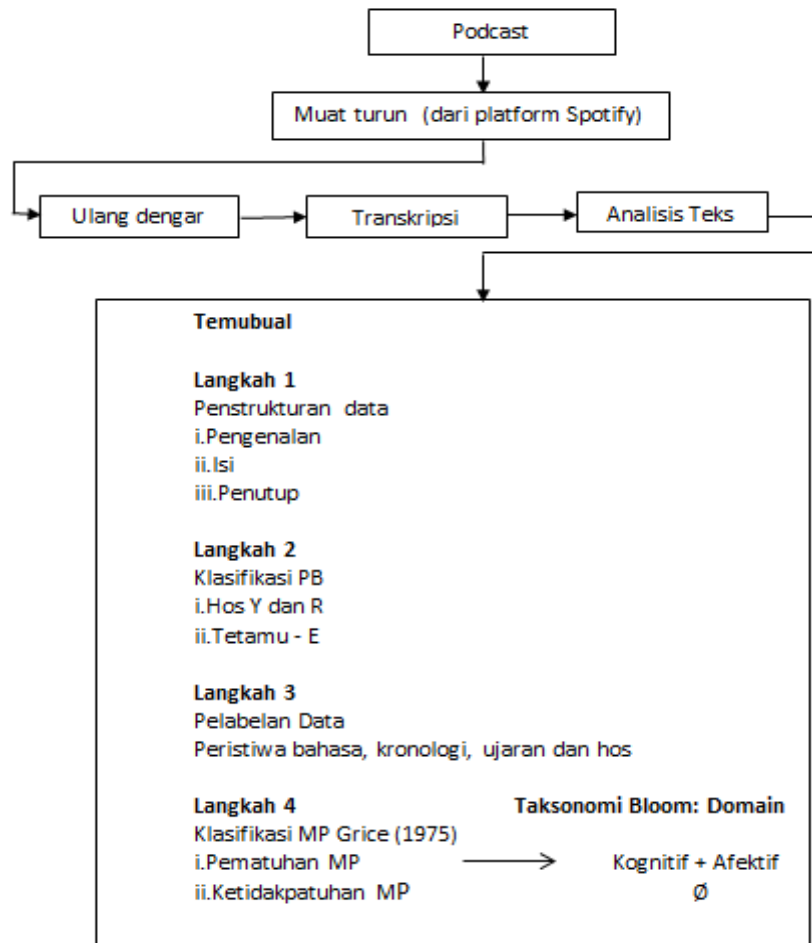 Podcast
Muat turun (dari platform Spotify)
Ulang dengar
Transkripsi
Analisis Teks
Temubual
Langkah 1
Penstrukturan data
i.Pengenalan
ii.Isi
iii.Penutup
Langkah 2
Klasifikasi PB
i.Hos Y dan R
ii.Tetamu - E
Langkah 3
Pelabelan Data
Peristiwa bahasa, kronologi, ujaran dan hos
Langkah 4 Taksonomi Bloom: Domain
Klasifikasi MP Grice (1975)
i.Pematuhan MP Kognitif + Afektif
ii.Ketidakpatuhan MP Ø